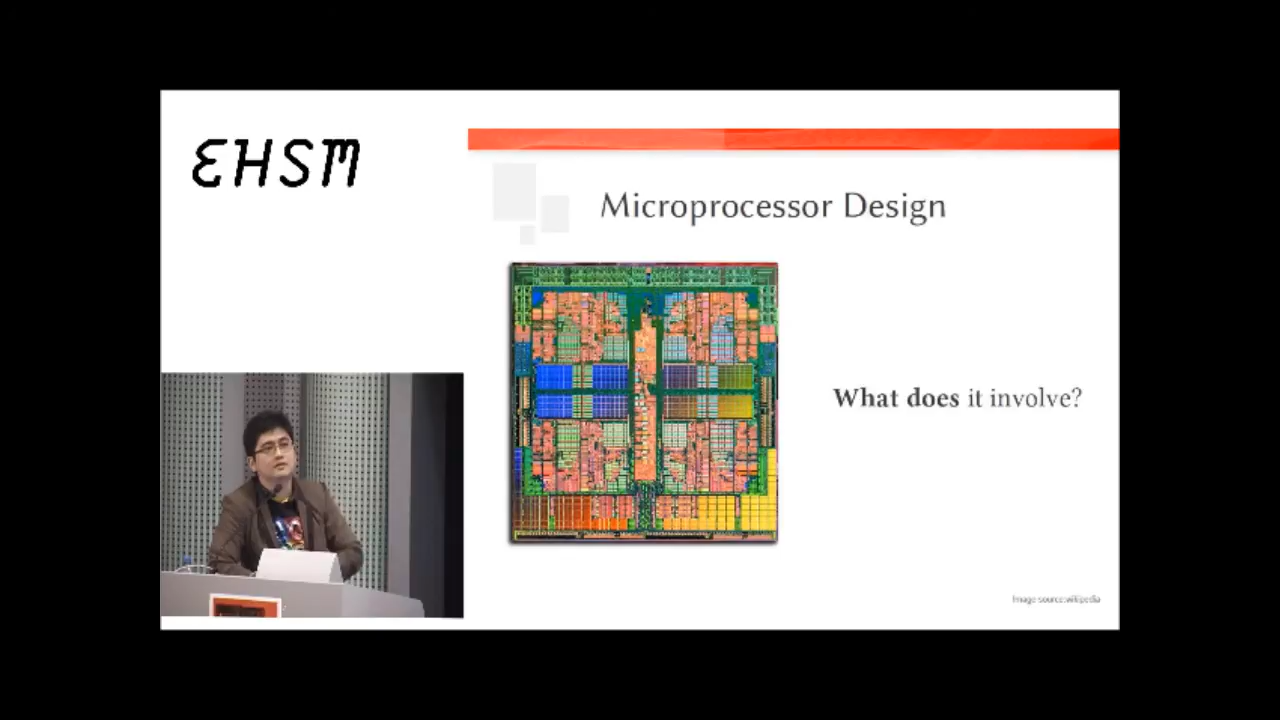 EHSM
Microprocessor Design
What does it involve?
Image source:wikipedia